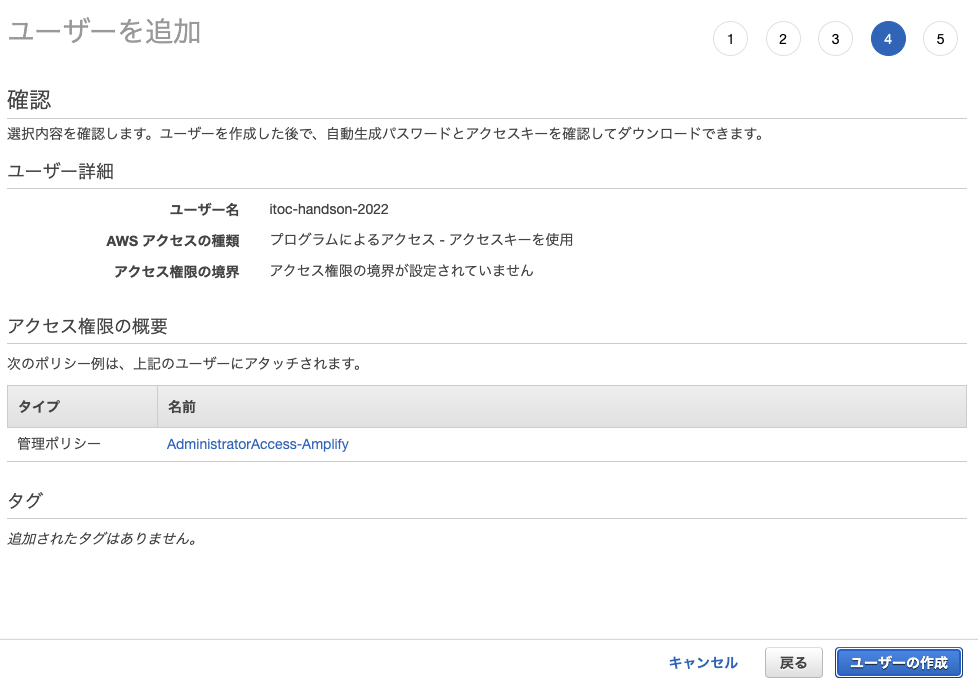 ユーザーを追加
1 2 3 4 5
確認
選択内容を確認します。ユーザーを作成した後で、自動生成パスワードとアクセスキーを確認してダウンロードできます。
ユーザー詳細
ユーザー名 itoc-handson-2022
AWS アクセスの種類 プログラムによるアクセス - アクセスキーを使用
アクセス権限の境界 アクセス権限の境界が設定されていません
アクセス権限の概要
次のポリシー例は、上記のユーザーにアタッチされます。
タイプ 名前
管理ポリシー AdministratorAccess-Amplify
タグ
追加されたタグはありません。
キャンセル 戻る ユーザーの作成